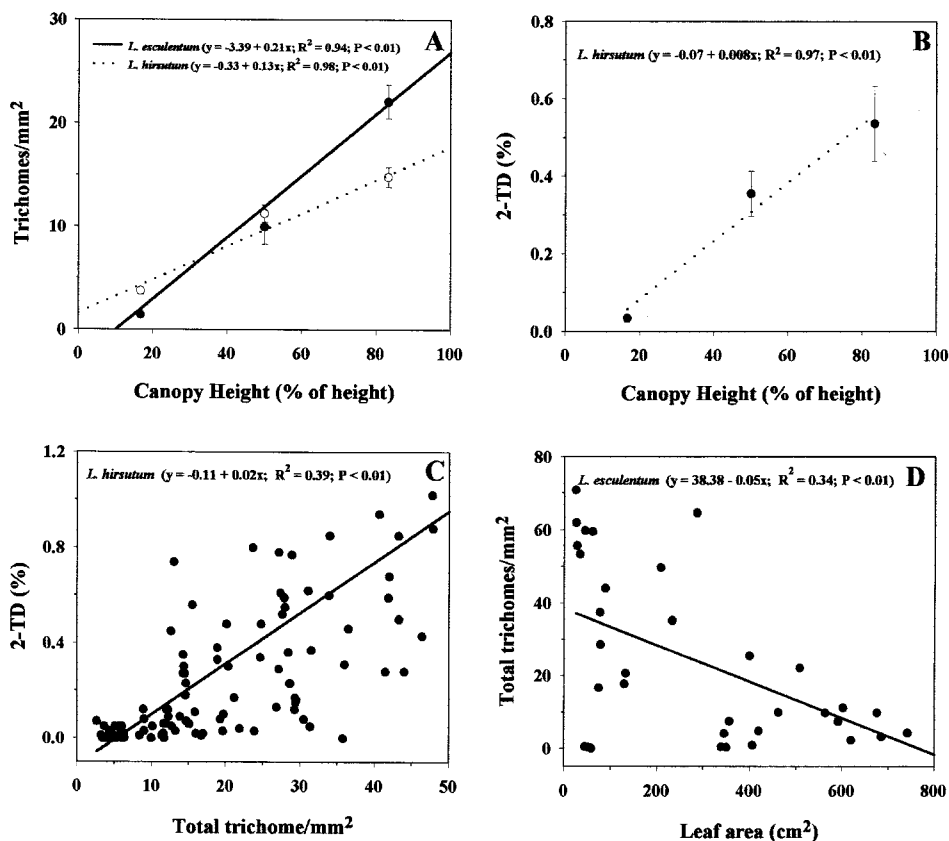 A
L. esculentum (y = -3.39 + 0.21x; R² = 0.94; P < 0.01)
L. hirsutum (y = -0.33 + 0.13x; R² = 0.98; P < 0.01)
30
20
10
0
Trichomes/mm²
0 20 40 60 80 100
Canopy Height (% of height)
B
L. hirsutum (y = -0.07 + 0.008x; R² = 0.97; P < 0.01)
0.8
0.6
0.4
0.2
0.0
2-TD (%)
0 20 40 60 80 100
Canopy Height (% of height)
C
L. hirsutum (y = -0.11 + 0.02x; R² = 0.39; P < 0.01)
1.2
0.8
0.4
0.0
2-TD (%)
0 10 20 30 40 50
Total trichome/mm²
D
L. esculentum (y = 38.38 - 0.05x; R² = 0.34; P < 0.01)
80
60
40
20
0
Total trichomes/mm²
0 200 400 600 800
Leaf area (cm²)